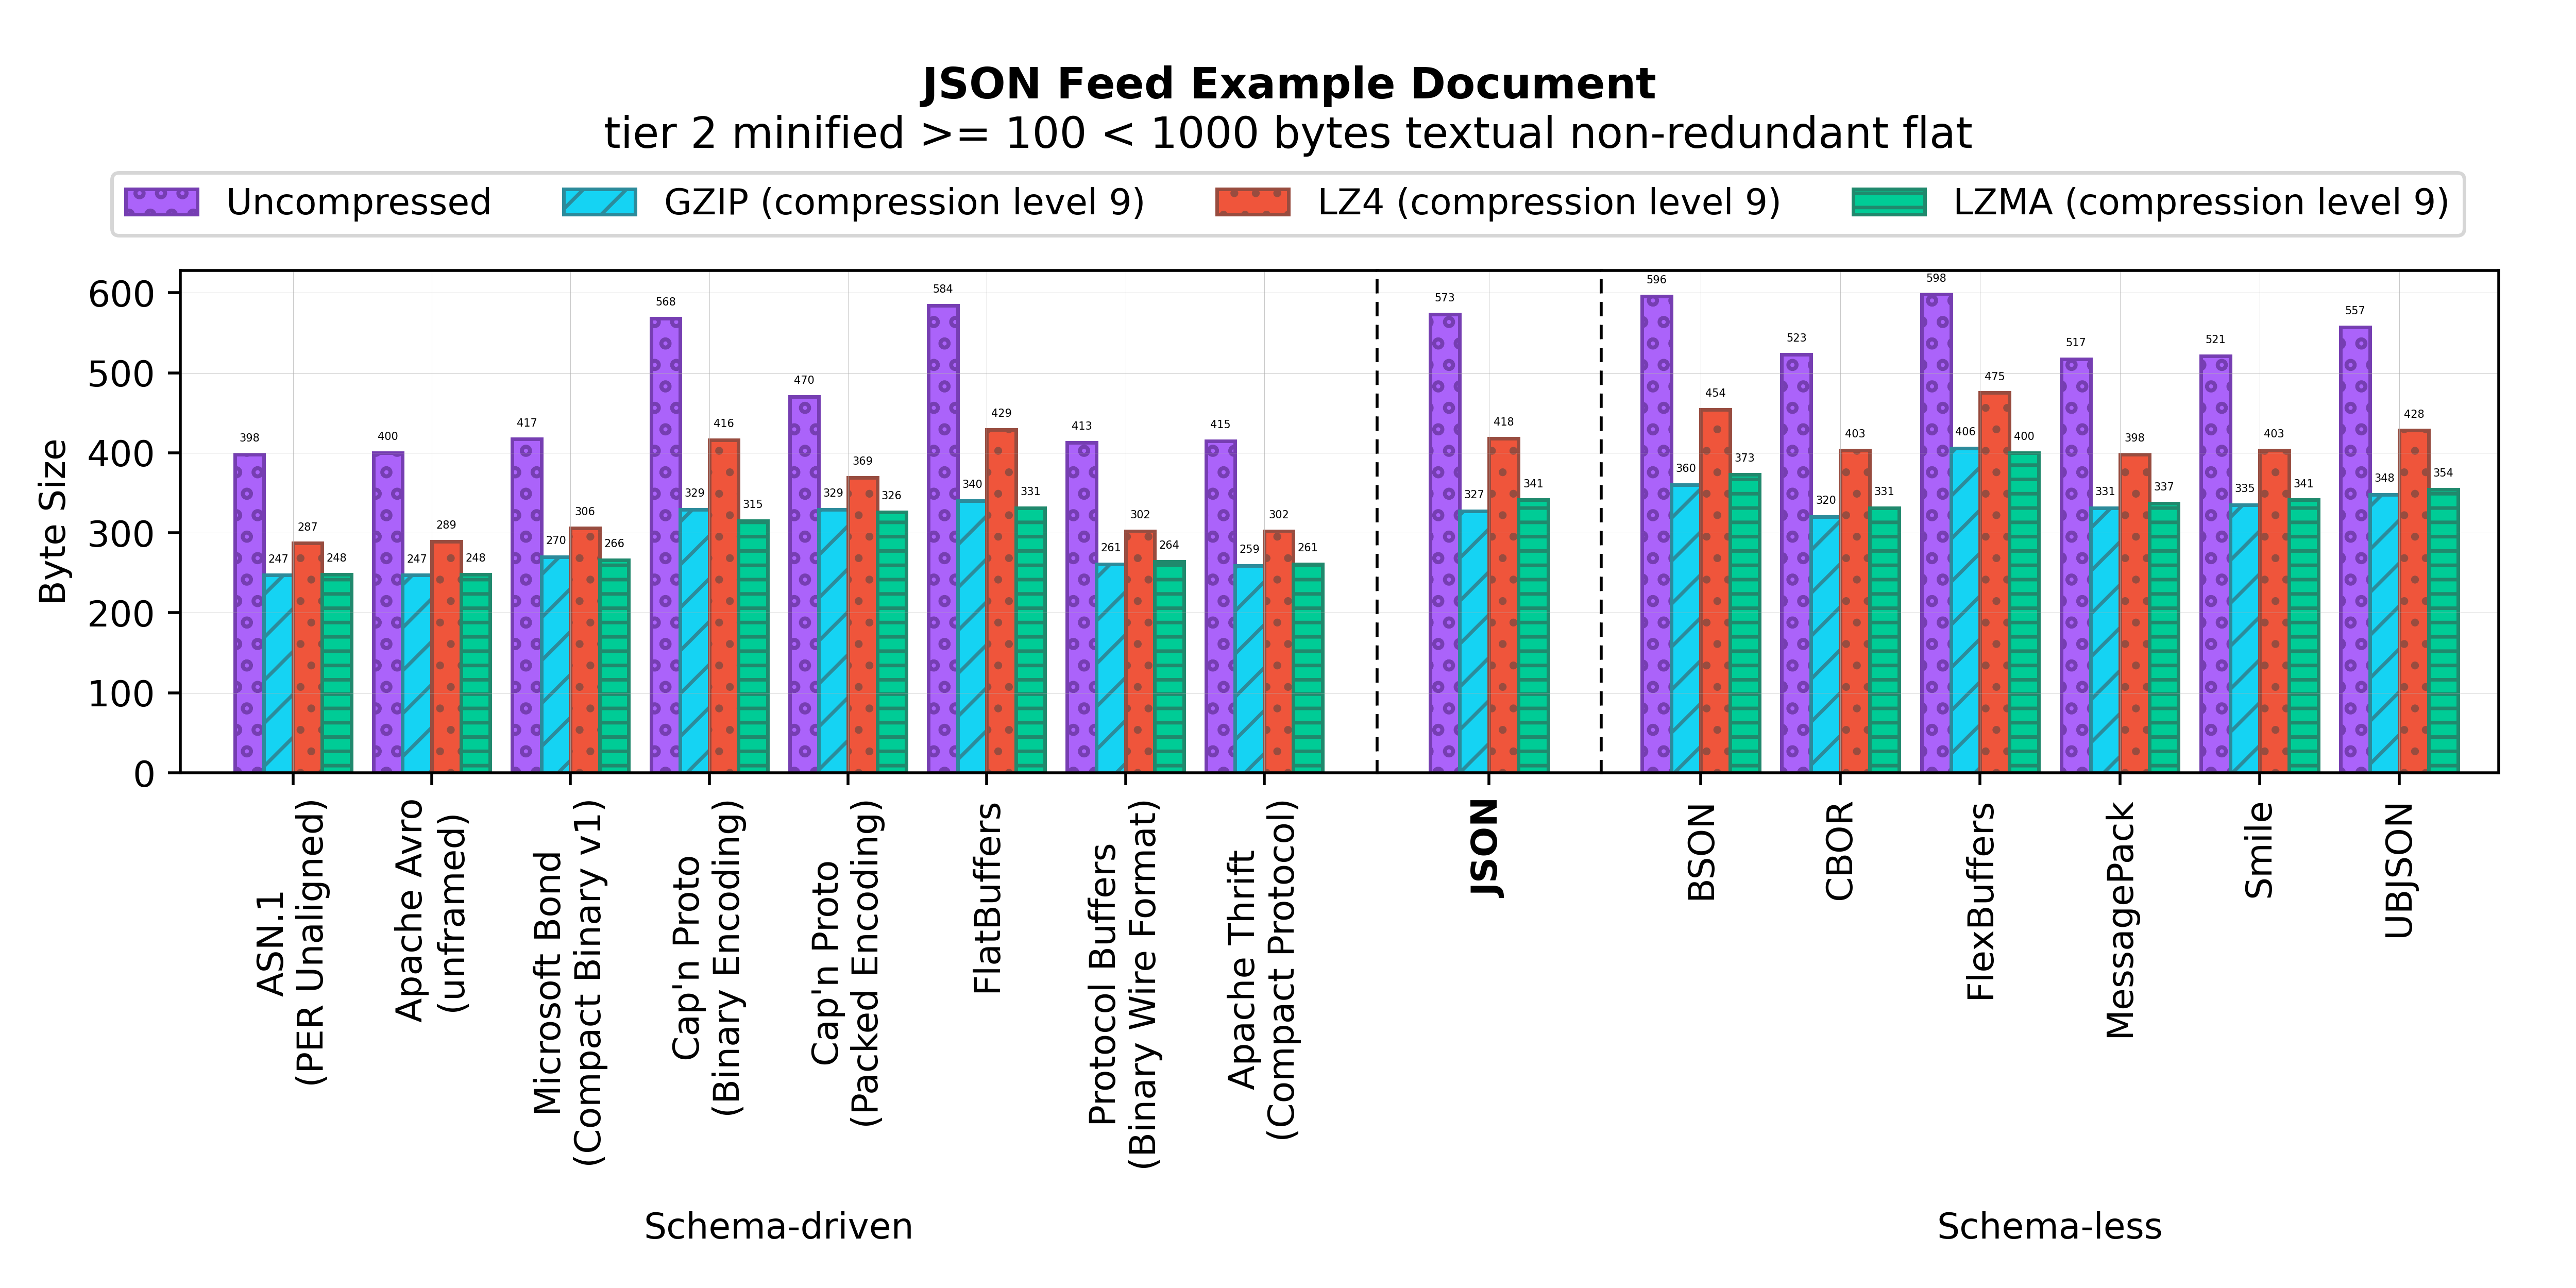 JSON Feed Example Document
tier 2 minified >= 100 < 1000 bytes textual non-redundant flat
Uncompressed
GZIP (compression level 9)
LZ4 (compression level 9)
LZMA (compression level 9)
Byte Size
600
500
400
300
200
100
0
398
247
287
248
400
247
289
248
417
270
306
266
568
329
416
315
470
329
369
326
584
340
429
331
413
261
302
264
415
259
302
261
573
327
418
341
596
360
454
373
523
320
403
331
598
406
475
400
517
331
398
337
521
335
403
341
557
348
428
354
ASN.1
(PER Unaligned)
Apache Avro
(unframed)
Microsoft Bond
(Compact Binary v1)
Cap'n Proto
(Binary Encoding)
Cap'n Proto
(Packed Encoding)
FlatBuffers
Protocol Buffers
(Binary Wire Format)
Apache Thrift
(Compact Protocol)
JSON
BSON
CBOR
FlexBuffers
MessagePack
Smile
UBJSON
Schema-driven
Schema-less